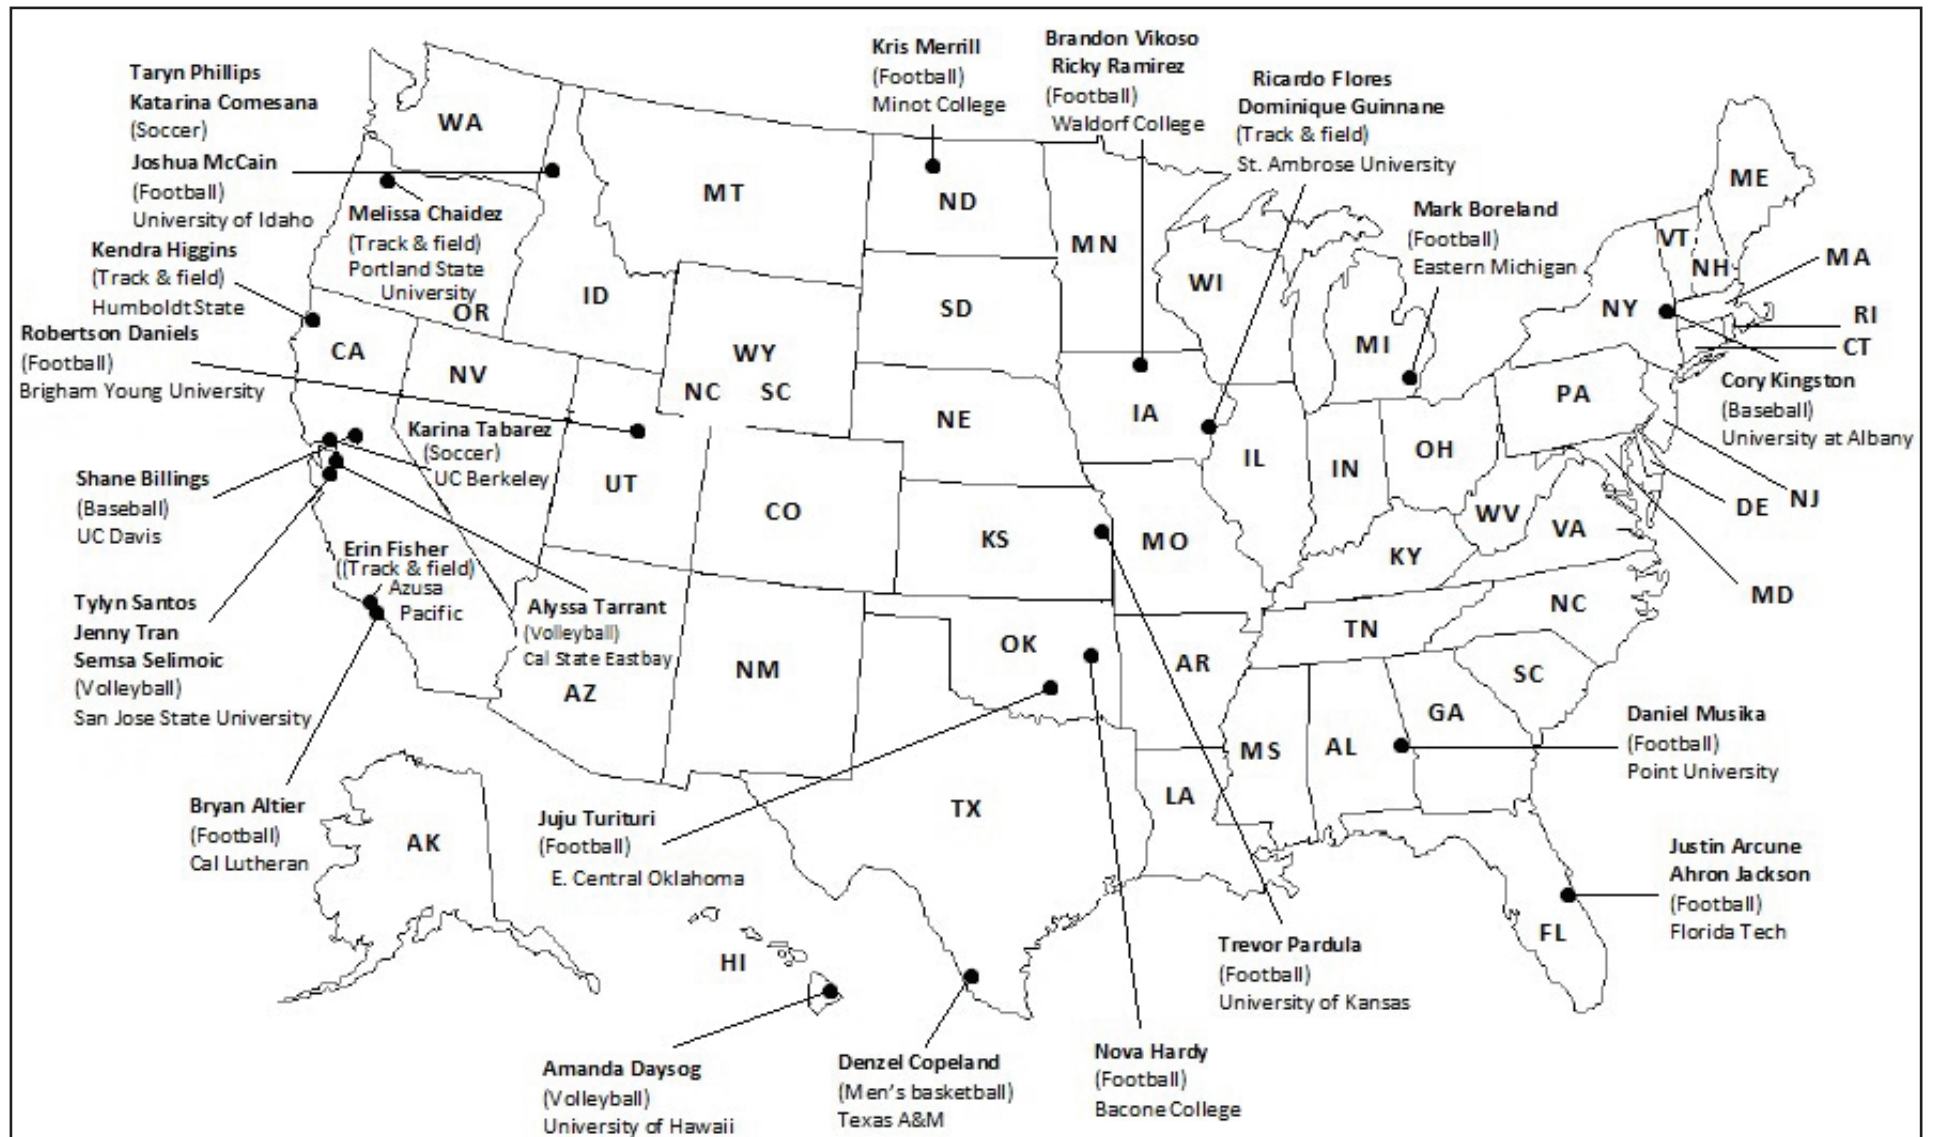 Taryn Phillips
Katarina Comesana
(Soccer)
Joshua McCain
(Football)
University of Idaho
Kendra Higgins
(Track & field)
Humboldt State
Robertson Daniels
(Football)
Brigham Young University
Melissa Chaidez
(Track & field)
Portland State
University
Kris Merrill
(Football)
Minot College
Brandon Vikoso
Ricky Ramirez
(Football)
Waldorf College
Ricardo Flores
Dominique Guinnane
(Track & field)
St. Ambrose University
Mark Boreland
(Football)
Eastern Michigan
Cory Kingston
(Baseball)
University at Albany
Karina Tabarez
(Soccer)
UC Berkeley
Shane Billings
(Baseball)
UC Davis
Erin Fisher
((Track & field)
Azusa
Pacific
Tylyn Santos
Jenny Tran
Semsa Selimoic
(Volleyball)
San Jose State University
Alyssa Tarrant
(Volleyball)
Cal State Eastbay
Bryan Altier
(Football)
Cal Lutheran
Juju Turituri
(Football)
E. Central Oklahoma
Daniel Musika
(Football)
Point University
Justin Arcune
Ahron Jackson
(Football)
Florida Tech
Trevor Pardula
(Football)
University of Kansas
Nova Hardy
(Football)
Bacone College
Denzel Copeland
(Men's basketball)
Texas A&M
Amanda Daysog
(Volleyball)
University of Hawaii
WA
MT
ND
MN
ME
VT
NH
MA
RI
CT
NY
WI
MI
ID
OR
SD
WY
CA
NV
NC
SC
NE
IA
PA
IL
IN
OH
UT
CO
KS
MO
WV
VA
KY
DE
NJ
MD
NC
TN
OK
AR
SC
NM
AZ
GA
MS
AL
LA
TX
AK
HI
FL